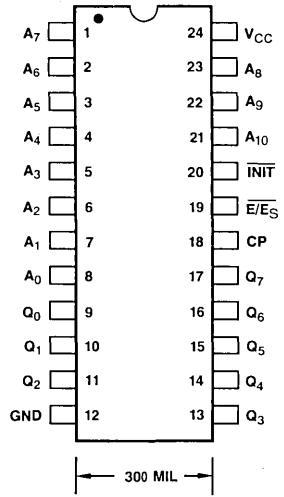 A7 1 24 VCC
A6 2 23 A8
A5 3 22 A9
A4 4 21 A10
A3 5 20 INIT
A2 6 19 E/ES
A1 7 18 CP
A0 8 17 Q7
Q0 9 16 Q6
Q1 10 15 Q5
Q2 11 14 Q4
GND 12 13 Q3
300 MIL